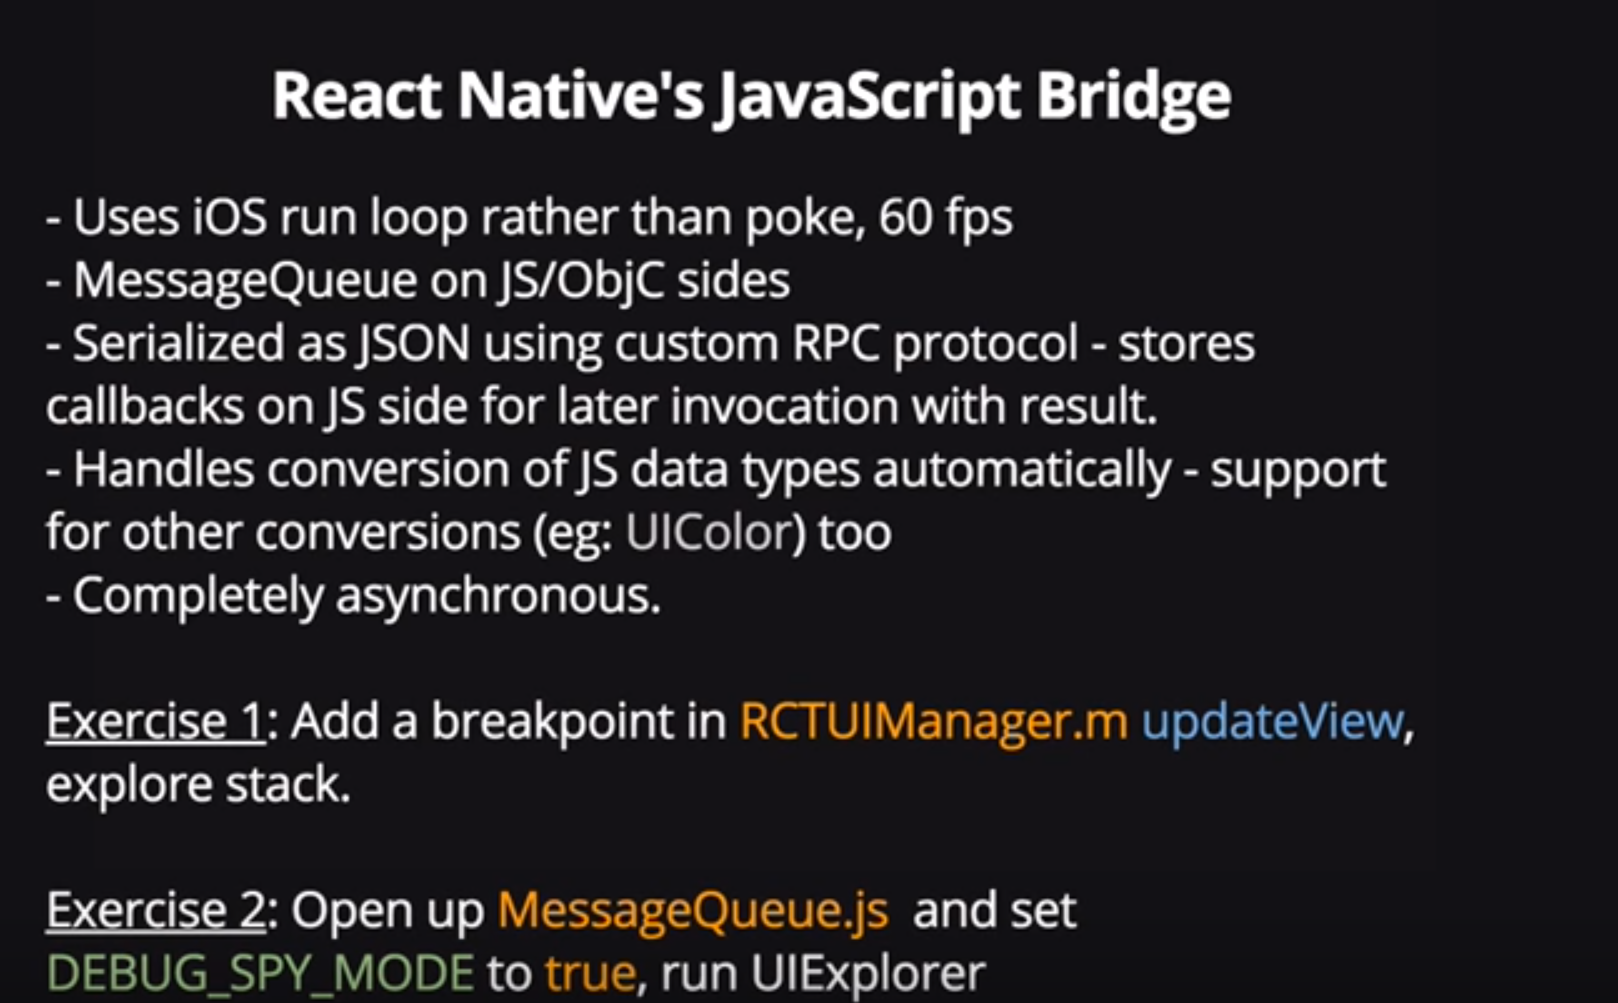 React Native's JavaScript Bridge
- Uses iOS run loop rather than poke, 60 fps
- MessageQueue on JS/ObjC sides
- Serialized as JSON using custom RPC protocol - stores
callbacks on JS side for later invocation with result.
- Handles conversion of JS data types automatically - support
for other conversions (eg: UIColor) too
- Completely asynchronous.
Exercise 1: Add a breakpoint in RCTUIManager.m updateView,
explore stack.
Exercise 2: Open up MessageQueue.js and set
DEBUG_SPY_MODE to true, run UIExplorer